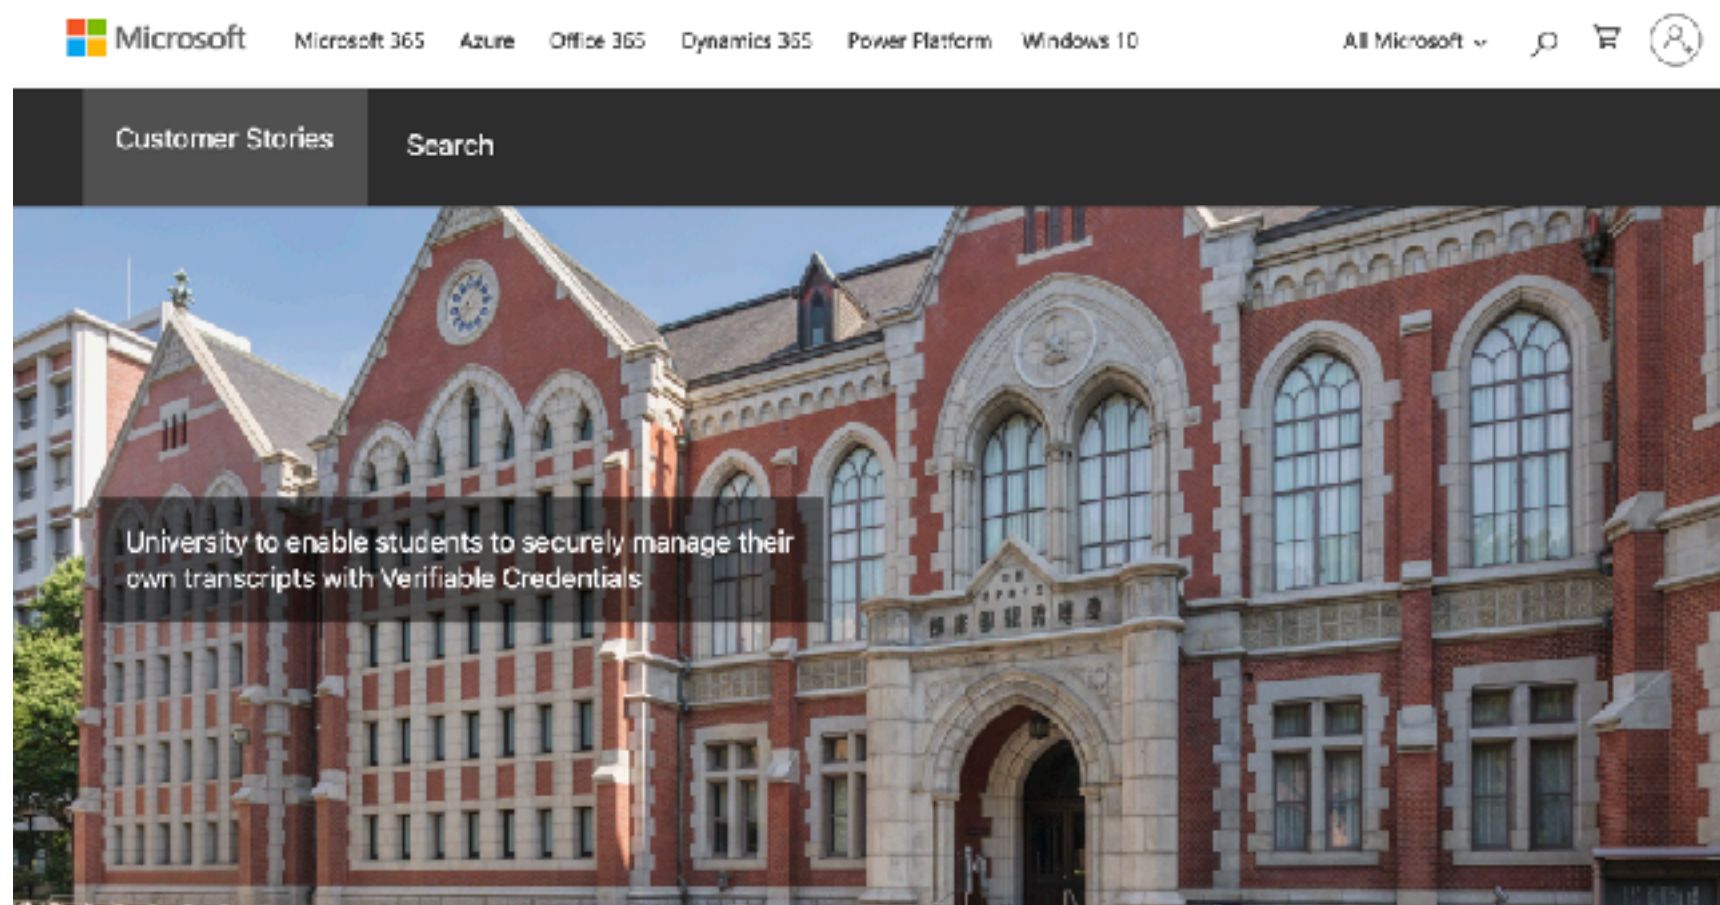 Microsoft
Microsoft 365
Azure
Office 365
Dynamics 365
Power Platform
Windows 10
All Microsoft
Customer Stories
Search
University to enable students to securely manage their
own transcripts with Verifiable Credentials